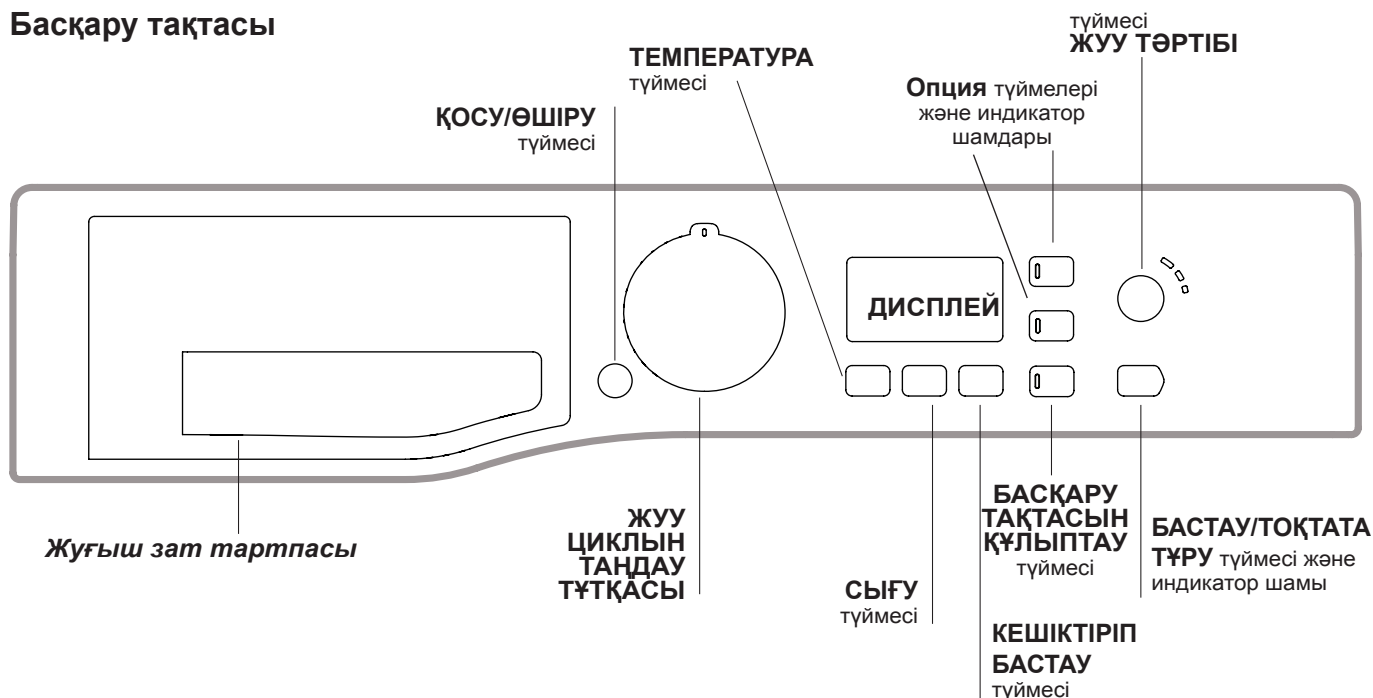 Басқару тақтасы
түймесі
ЖУУ ТӘРТІБІ
ТЕМПЕРАТУРА
түймесі
Опция түймелері
және индикатор
шамдары
ҚОСУ/ӨШІРУ
түймесі
ДИСПЛЕЙ
Жуғыш зат тартпасы
ЖУУ
ЦИКЛЫН
ТАҢДАУ
ТҰТҚАСЫ
СЫҒУ
түймесі
БАСҚАРУ
ТАҚТАСЫН
ҚҰЛЫПТАУ
түймесі
БАСТАУ/ТОҚТАТА
ТҰРУ түймесі және
индикатор шамы
КЕШІКТІРІП
БАСТАУ
түймесі